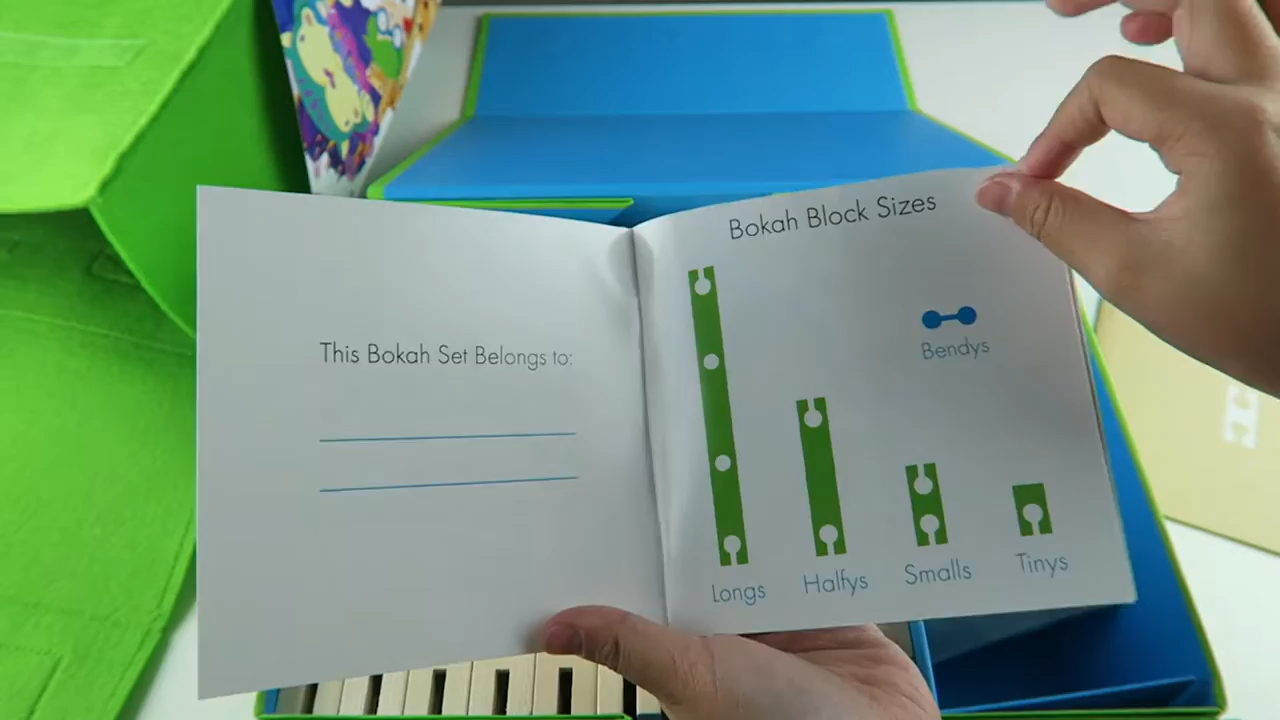 This Bokah Set Belongs to:
Bokah Block Sizes
Bendys
Longs
Halfys
Smalls
Tinys